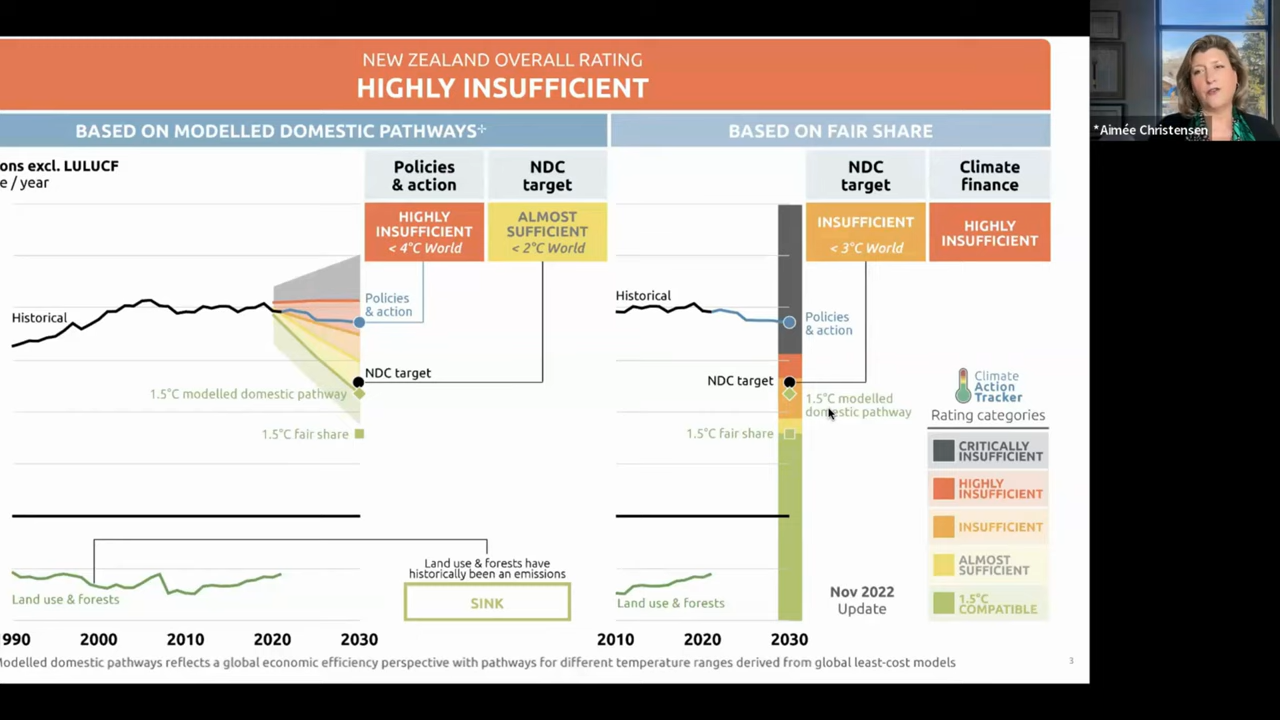 NEW ZEALAND OVERALL RATING
HIGHLY INSUFFICIENT
BASED ON MODELLED DOMESTIC PATHWAYS÷
BASED ON FAIR SHARE
ons excl. LULUCF
e / year
Policies
& action
NDC
target
NDC
target
Climate
finance
HIGHLY
INSUFFICIENT
< 4°C World
ALMOST
SUFFICIENT
< 2°C World
INSUFFICIENT
< 3°C World
HIGHLY
INSUFFICIENT
Historical
Policies
& action
NDC target
1.5°C modelled domestic pathway
1.5°C fair share
Historical
Policies
& action
NDC target
1.5°C modelled
domestic pathway
1.5°C fair share
Climate
Action
Tracker
Rating categories
CRITICALLY
INSUFFICIENT
HIGHLY
INSUFFICIENT
INSUFFICIENT
ALMOST
SUFFICIENT
1.5°C
COMPATIBLE
Land use & forests have
historically been an emissions
SINK
Land use & forests
Land use & forests
Nov 2022
Update
1990 2000 2010 2020 2030
2010 2020 2030
Modelled domestic pathways reflects a global economic efficiency perspective with pathways for different temperature ranges derived from global least-cost models
3
*Aimée Christensen